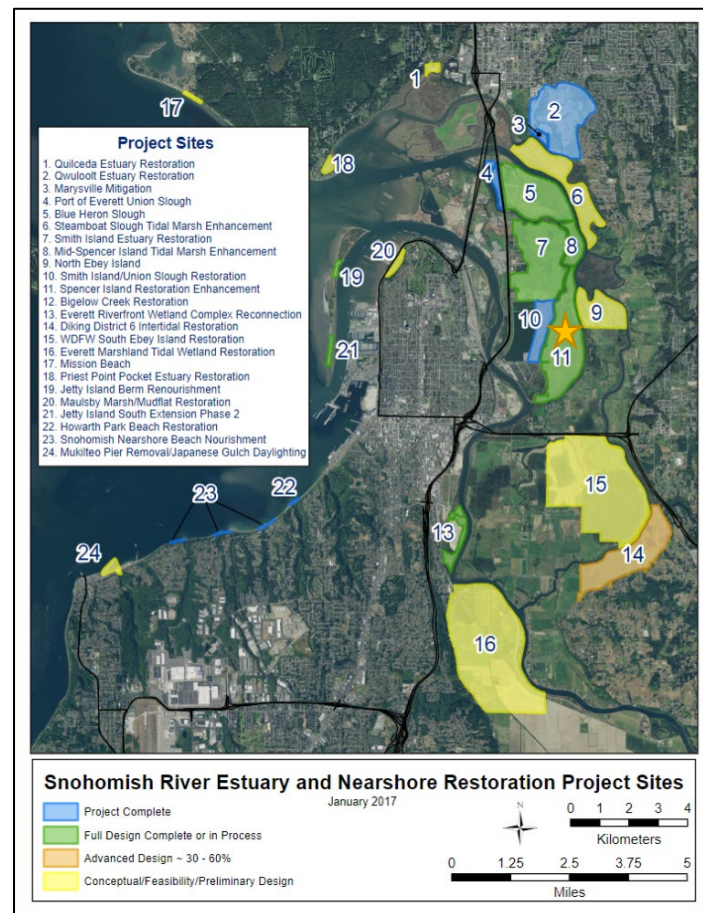 1
2
3
17
18
4
5
6
20
19
7
8
10
9
21
11
22
23
15
24
13
14
16
Project Sites
1. Quilceda Estuary Restoration
2. Qwuloolt Estuary Restoration
3. Marysville Mitigation
4. Port of Everett Union Slough
5. Blue Heron Slough
6. Steamboat Slough Tidal Marsh Enhancement
7. Smith Island Estuary Restoration
8. Mid-Spencer Island Tidal Marsh Enhancement
9. North Ebey Island
10. Smith Island/Union Slough Restoration
11. Spencer Island Restoration Enhancement
12. Bigelow Creek Restoration
13. Everett Riverfront Wetland Complex Reconnection
14. Diking District 6 Intertidal Restoration
15. WDFW South Ebey Island Restoration
16. Everett Marshland Tidal Wetland Restoration
17. Mission Beach
18. Priest Point Pocket Estuary Restoration
19. Jetty Island Berm Renourishment
20. Maulsby Marsh/Mudflat Restoration
21. Jetty Island South Extension Phase 2
22. Howarth Park Beach Restoration
23. Snohomish Nearshore Beach Nourishment
24. Mukilteo Pier Removal/Japanese Gulch Daylighting
Snohomish River Estuary and Nearshore Restoration Project Sites
January 2017
Project Complete
Full Design Complete or in Process
Advanced Design ~ 30 - 60%
Conceptual/Feasibility/Preliminary Design
N
0 1 2 3 4
Kilometers
0 1.25 2.5 3.75 5
Miles